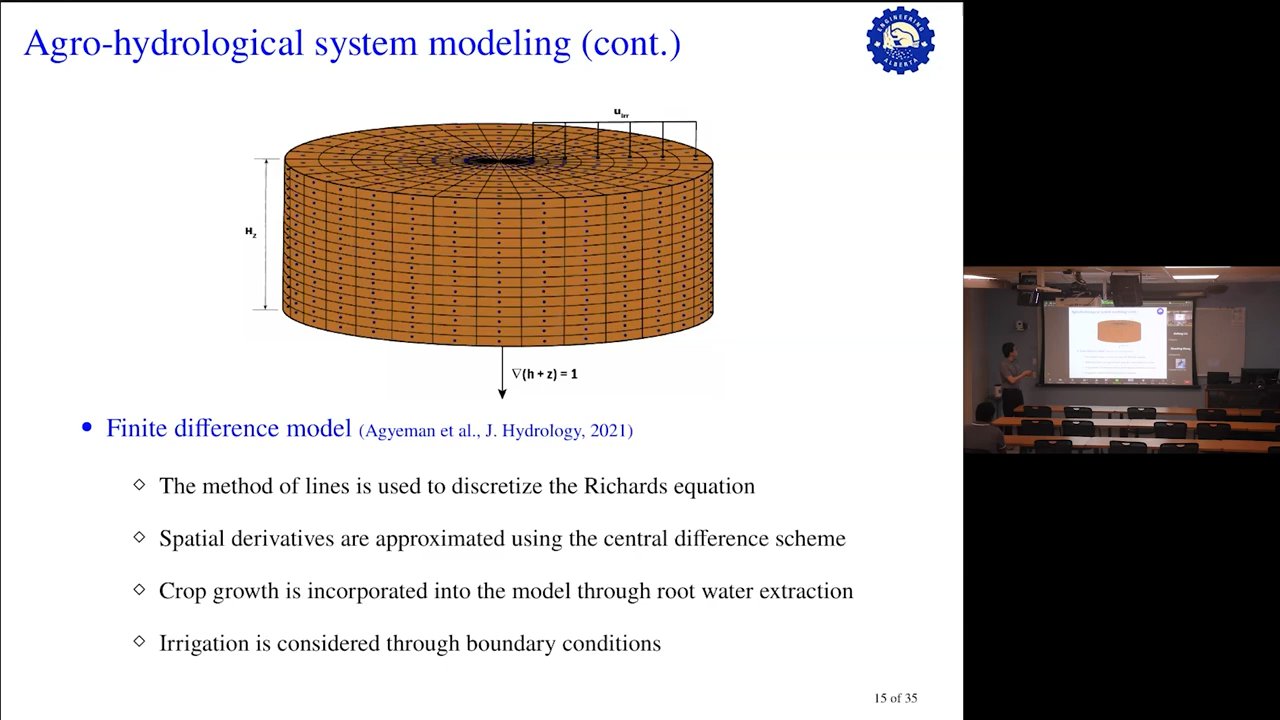 Agro-hydrological system modeling (cont.)
ENGINEERING
ALBERTA
u_irr
H_z
∇(h + z) = 1
• Finite difference model (Agyeman et al., J. Hydrology, 2021)
◇ The method of lines is used to discretize the Richards equation
◇ Spatial derivatives are approximated using the central difference scheme
◇ Crop growth is incorporated into the model through root water extraction
◇ Irrigation is considered through boundary conditions
15 of 35